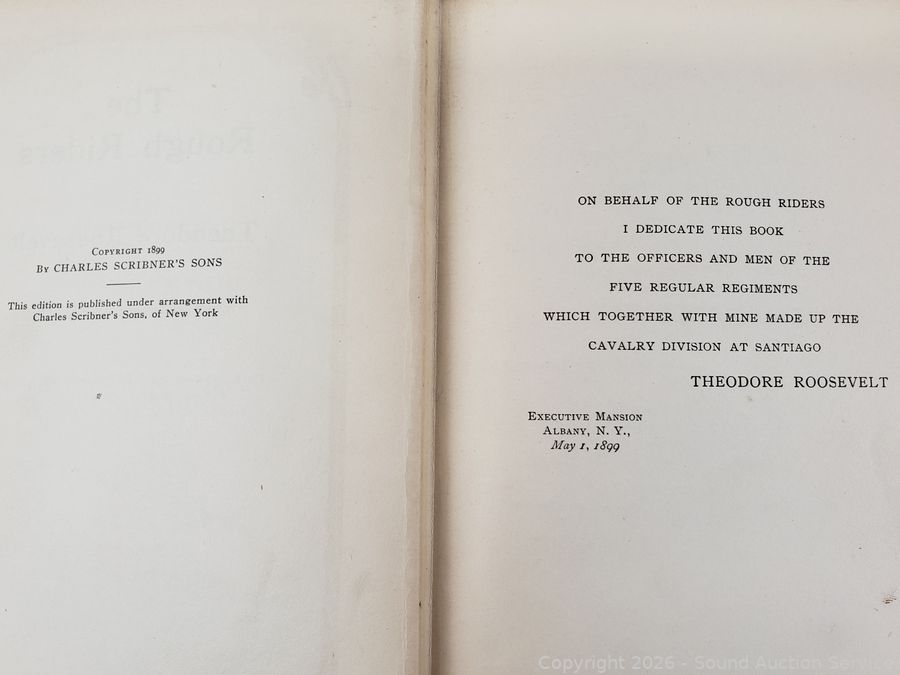 The
Rough Riders
COPYRIGHT 1899
BY CHARLES SCRIBNER'S SONS
This edition is published under arrangement with
Charles Scribner's Sons, of New York
ON BEHALF OF THE ROUGH RIDERS
I DEDICATE THIS BOOK
TO THE OFFICERS AND MEN OF THE
FIVE REGULAR REGIMENTS
WHICH TOGETHER WITH MINE MADE UP THE
CAVALRY DIVISION AT SANTIAGO
THEODORE ROOSEVELT
EXECUTIVE MANSION
ALBANY, N. Y.,
May 1, 1899
Copyright 2026 - Sound Auction Service